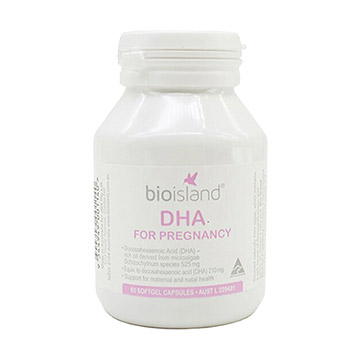 bioisland®
DHA
FOR PREGNANCY
• Docosahexaenoic Acid (DHA) –
rich oil derived from microalgae
Schizochytrium species 525 mg
• Equiv. to docosahexaenoic acid (DHA) 210 mg
• Support for maternal and natal health
60 SOFTGEL CAPSULES • AUST L